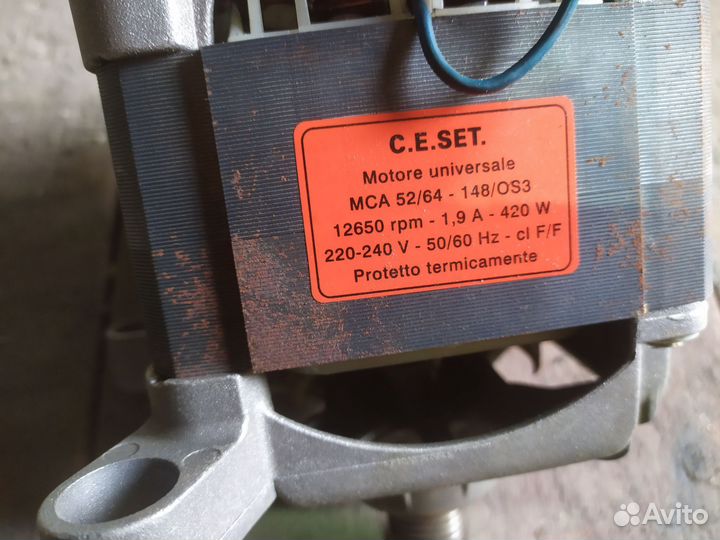 C.E.SET.
Motore universale
MCA 52/64 - 148/OS3
12650 rpm - 1,9 A - 420 W
220-240 V - 50/60 Hz - cl F/F
Protetto termicamente
Avito